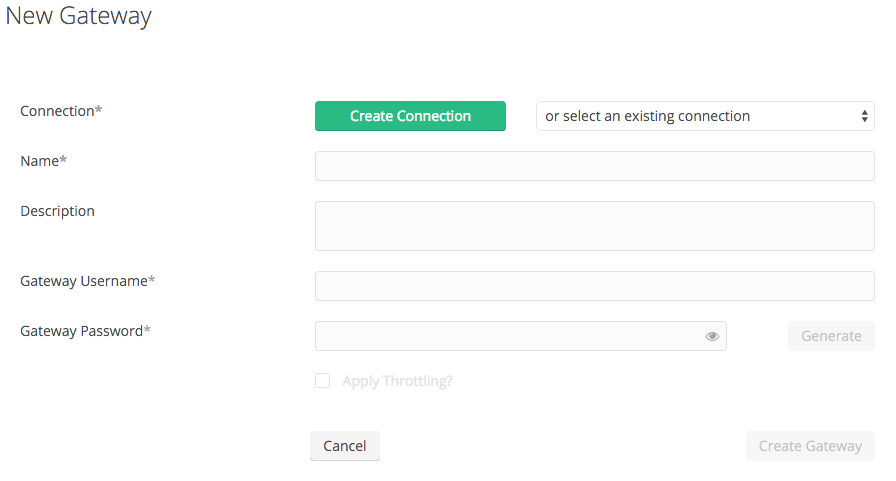 New Gateway
Connection*
Create Connection
or select an existing connection
Name*
Description
Gateway Username*
Gateway Password*
Generate
Apply Throttling?
Cancel
Create Gateway